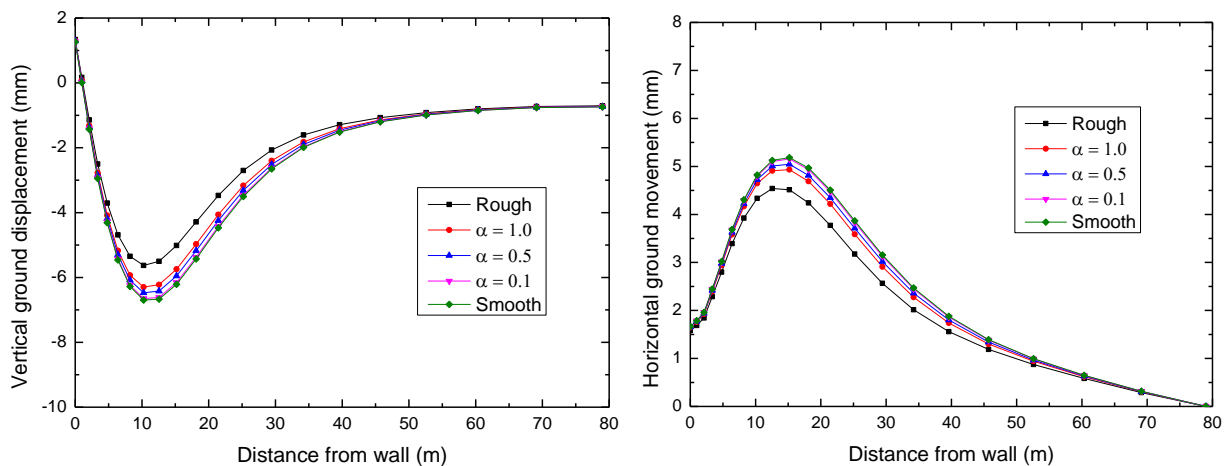 Vertical ground displacement (mm)
2
0
-2
-4
-6
-8
-10
0 10 20 30 40 50 60 70 80
Distance from wall (m)
Rough
α = 1.0
α = 0.5
α = 0.1
Smooth
Horizontal ground movement (mm)
8
7
6
5
4
3
2
1
0
0 10 20 30 40 50 60 70 80
Distance from wall (m)
Rough
α = 1.0
α = 0.5
α = 0.1
Smooth